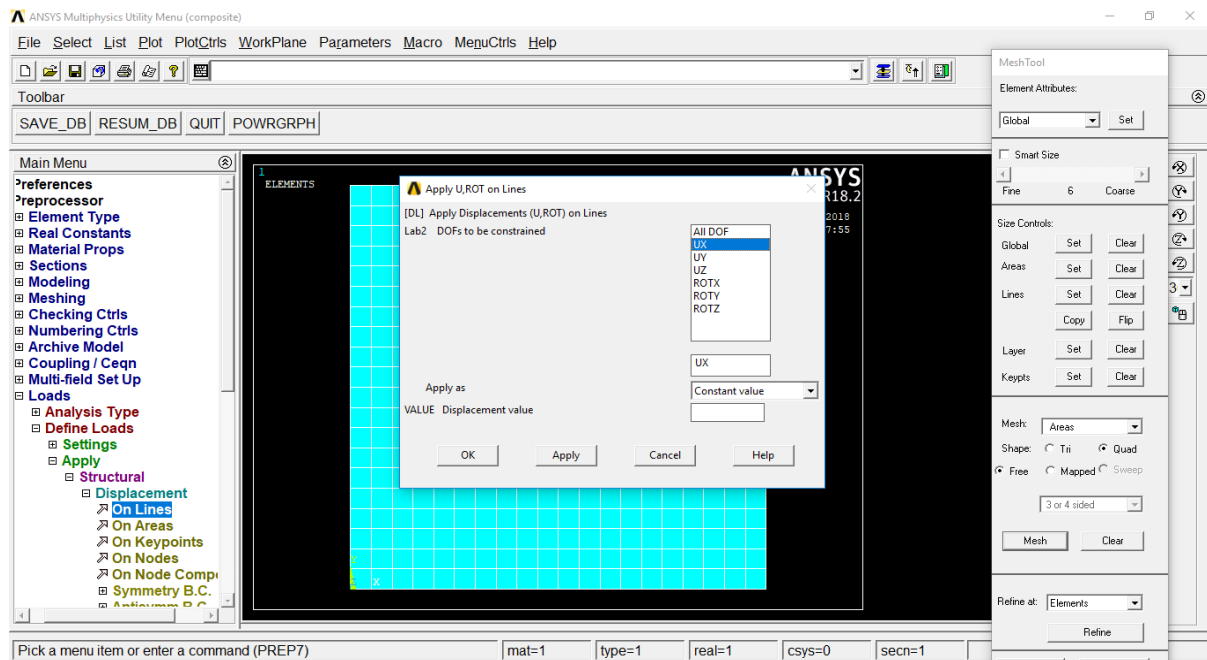 ANSYS Multiphysics Utility Menu (composite)
File Select List Plot PlotCtrls WorkPlane Parameters Macro MenuCtrls Help
Toolbar
SAVE_DB RESUM_DB QUIT POWRGRPH
Main Menu
Preferences
Preprocessor
Element Type
Real Constants
Material Props
Sections
Modeling
Meshing
Checking Ctrls
Numbering Ctrls
Archive Model
Coupling / Ceqn
Multi-field Set Up
Loads
Analysis Type
Define Loads
Settings
Apply
Structural
Displacement
On Lines
On Areas
On Keypoints
On Nodes
On Node Compo
Symmetry B.C.
Antisymm B.C.
1
ELEMENTS
ANSYS
R18.2
2018
7:55
Y
Z X
Apply U,ROT on Lines
[DL] Apply Displacements (U,ROT) on Lines
Lab2 DOFs to be constrained
All DOF
UX
UY
UZ
ROTX
ROTY
ROTZ
UX
Apply as Constant value
VALUE Displacement value
OK Apply Cancel Help
MeshTool
Element Attributes:
Global Set
Smart Size
Fine 6 Coarse
Size Controls:
Global Set Clear
Areas Set Clear
Lines Set Clear
Copy Flip
Layer Set Clear
Keypts Set Clear
Mesh: Areas
Shape: Tri Quad
Free Mapped Sweep
3 or 4 sided
Mesh Clear
Refine at: Elements
Refine
3
Pick a menu item or enter a command (PREP7) mat=1 type=1 real=1 csys=0 secn=1